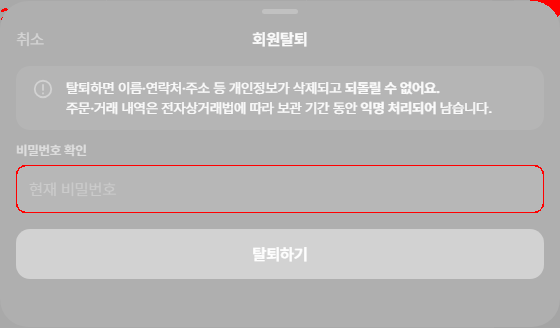 취소
회원탈퇴
탈퇴하면 이름·연락처·주소 등 개인정보가 삭제되고 되돌릴 수 없어요.
주문·거래 내역은 전자상거래법에 따라 보관 기간 동안 익명 처리되어 남습니다.
비밀번호 확인
현재 비밀번호
탈퇴하기